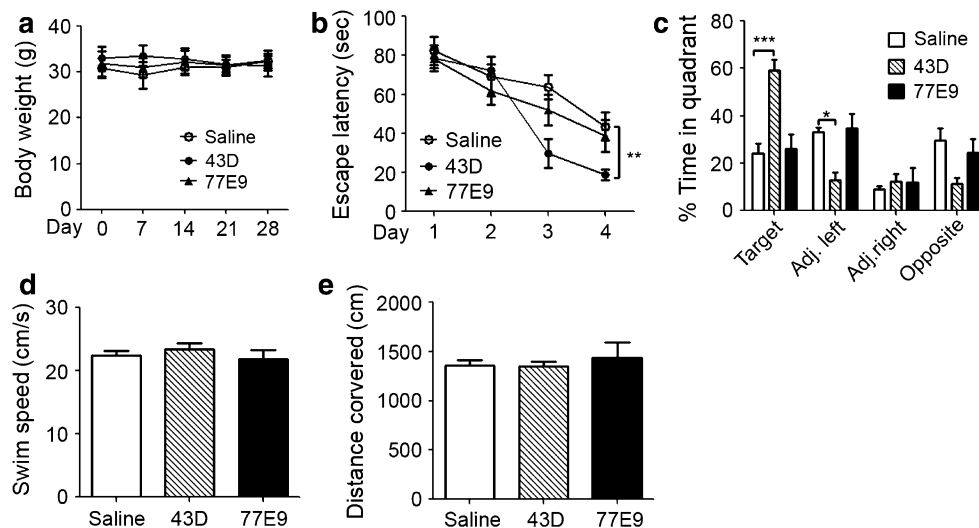 a
Body weight (g)
40
30
20
10
0
Saline
43D
77E9
Day 0 7 14 21 28
b
Escape latency (sec)
100
80
60
40
20
0
Saline
43D
77E9
**
Day 1 2 3 4
c
% Time in quadrant
80
60
40
20
0
***
*
Saline
43D
77E9
Target
Adj. left
Adj.right
Opposite
d
Swim speed (cm/s)
30
20
10
0
Saline 43D 77E9
e
Distance corvered (cm)
2000
1500
1000
500
0
Saline 43D 77E9